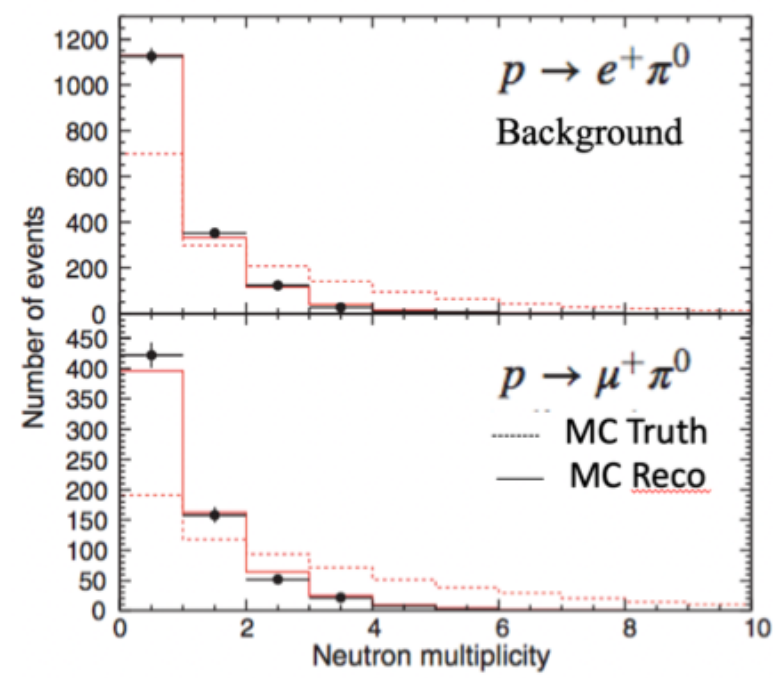 1200
1000
800
600
400
200
0
p → e⁺π⁰
Background
Number of events
450
400
350
300
250
200
150
100
50
0
p → μ⁺π⁰
MC Truth
MC Reco
0 2 4 6 8 10
Neutron multiplicity